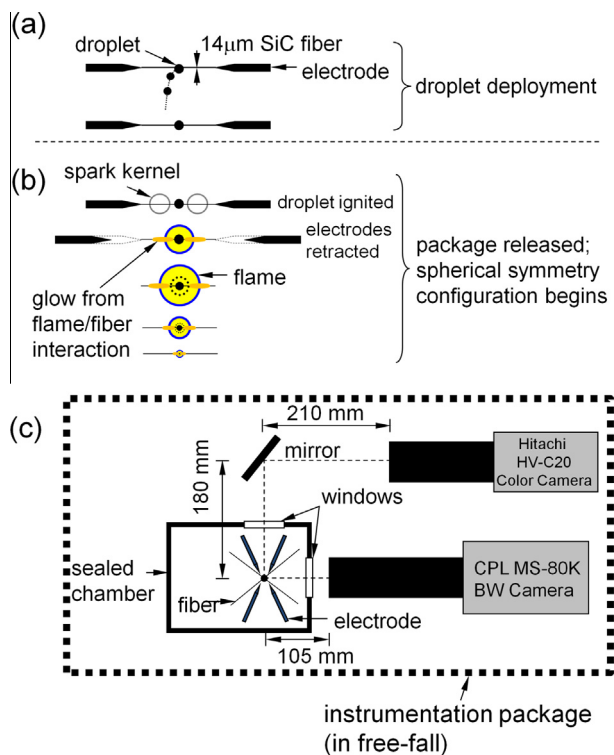 (a)
droplet
14μm SiC fiber
electrode
droplet deployment
(b)
spark kernel
droplet ignited
electrodes
retracted
flame
glow from
flame/fiber
interaction
package released;
spherical symmetry
configuration begins
(c)
210 mm
mirror
180 mm
Hitachi
HV-C20
Color Camera
windows
sealed
chamber
fiber
CPL MS-80K
BW Camera
electrode
105 mm
instrumentation package
(in free-fall)